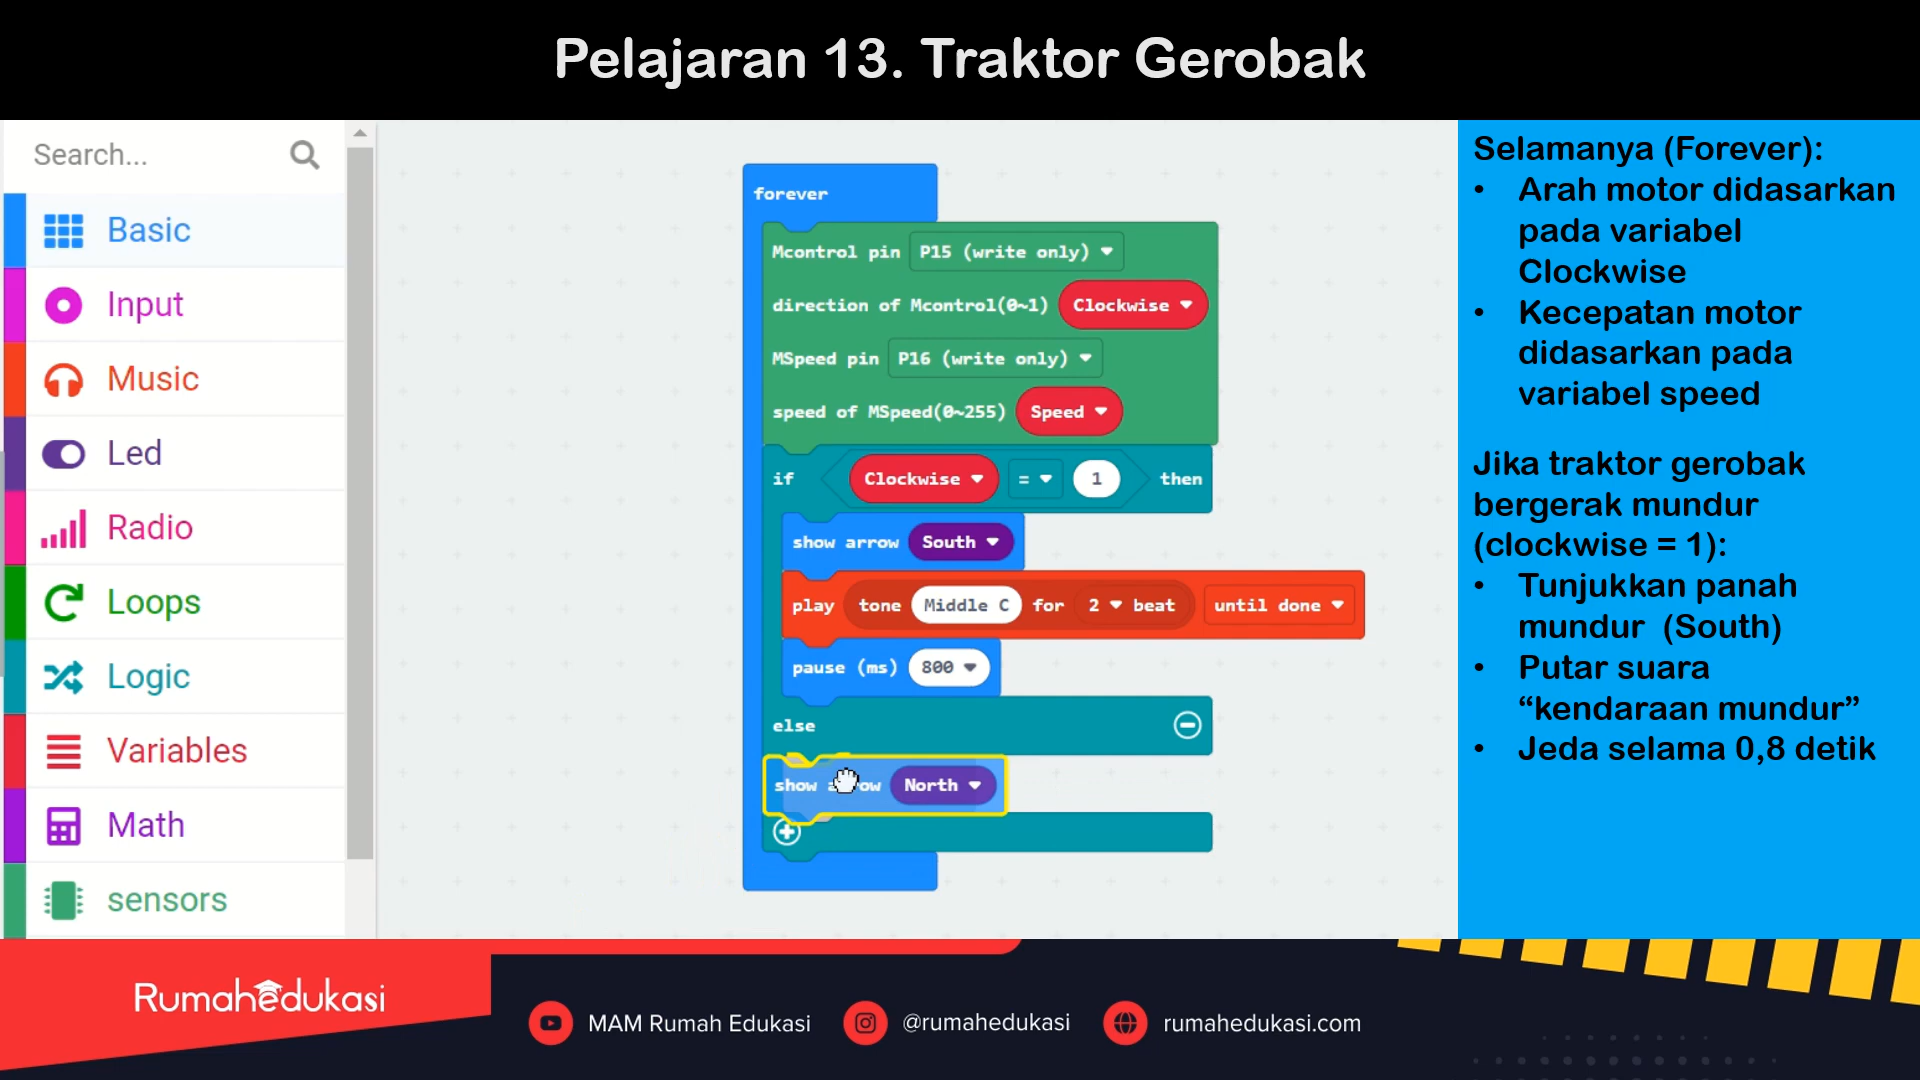 Pelajaran 13. Traktor Gerobak
Search...
Basic
Input
Music
Led
Radio
Loops
Logic
Variables
Math
sensors
forever
Mcontrol pin P15 (write only)
direction of Mcontrol(0~1) Clockwise
MSpeed pin P16 (write only)
speed of MSpeed(0~255) Speed
if Clockwise = 1 then
show arrow South
play tone Middle C for 2 beat until done
pause (ms) 800
else
show arrow North
Selamanya (Forever):
• Arah motor didasarkan
pada variabel
Clockwise
• Kecepatan motor
didasarkan pada
variabel speed
Jika traktor gerobak
bergerak mundur
(clockwise = 1):
• Tunjukkan panah
mundur (South)
• Putar suara
“kendaraan mundur”
• Jeda selama 0,8 detik
Rumahedukasi
MAM Rumah Edukasi
@rumahedukasi
rumahedukasi.com